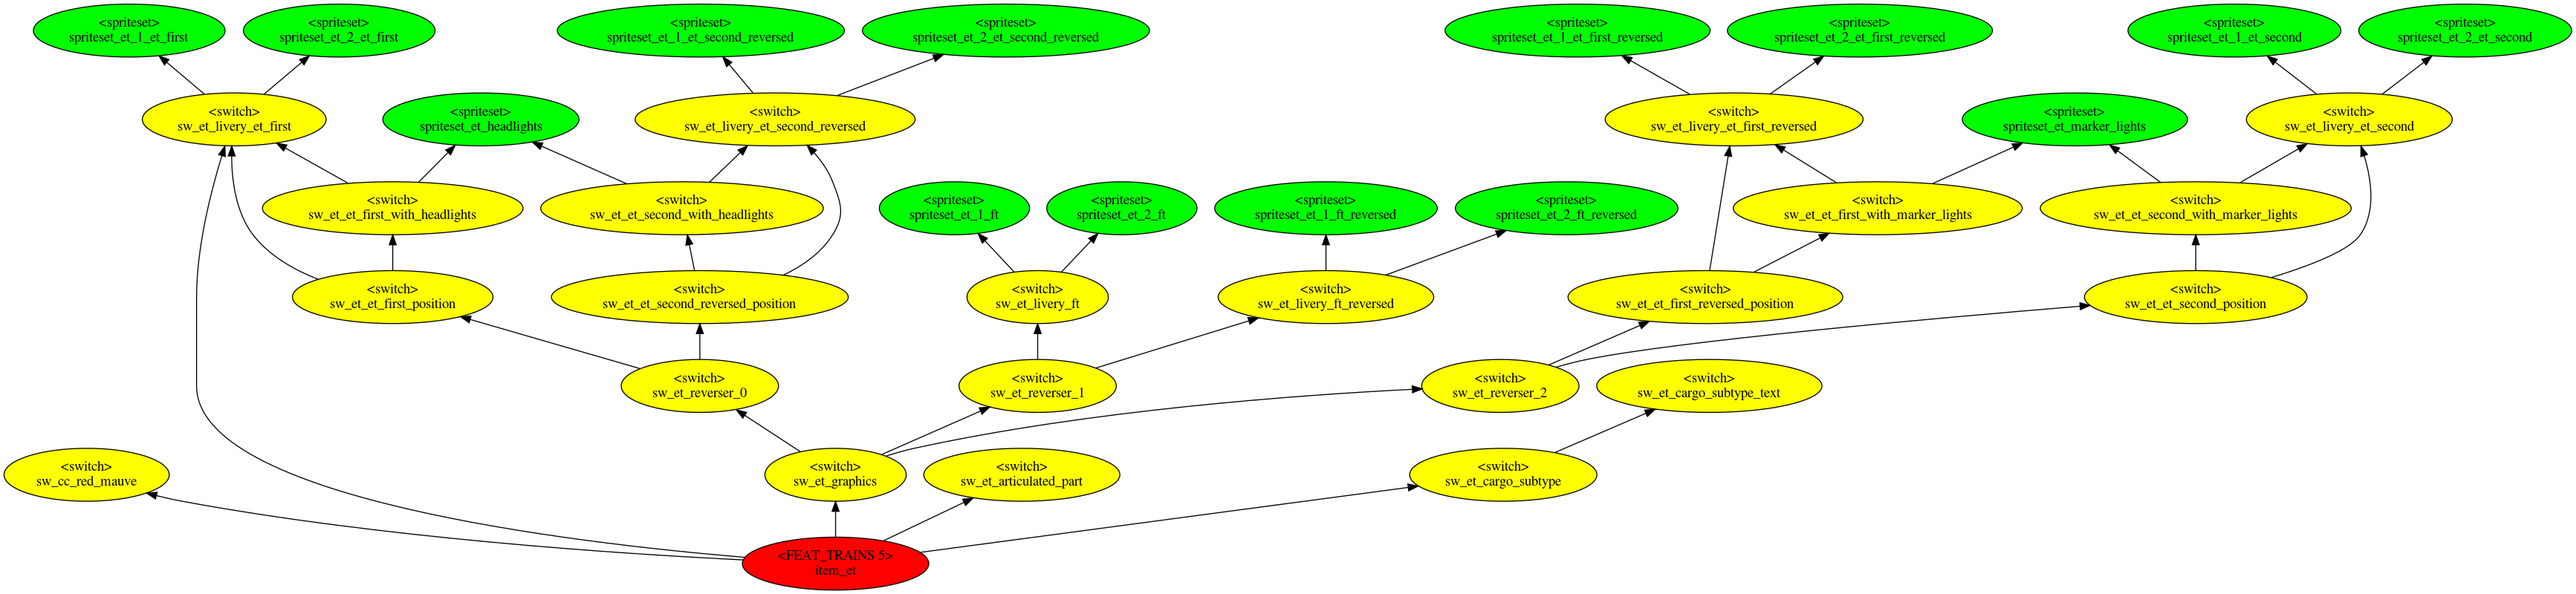 <spriteset>
spriteset_et_1_et_first
<spriteset>
spriteset_et_2_et_first
<spriteset>
spriteset_et_1_et_second_reversed
<spriteset>
spriteset_et_2_et_second_reversed
<spriteset>
spriteset_et_1_et_first_reversed
<spriteset>
spriteset_et_2_et_first_reversed
<spriteset>
spriteset_et_1_et_second
<spriteset>
spriteset_et_2_et_second
<switch>
sw_et_livery_et_first
<spriteset>
spriteset_et_headlights
<switch>
sw_et_livery_et_second_reversed
<switch>
sw_et_livery_et_first_reversed
<spriteset>
spriteset_et_marker_lights
<switch>
sw_et_livery_et_second
<switch>
sw_et_et_first_with_headlights
<switch>
sw_et_et_second_with_headlights
<spriteset>
spriteset_et_1_ft
<spriteset>
spriteset_et_2_ft
<spriteset>
spriteset_et_1_ft_reversed
<spriteset>
spriteset_et_2_ft_reversed
<switch>
sw_et_et_first_with_marker_lights
<switch>
sw_et_et_second_with_marker_lights
<switch>
sw_et_et_first_position
<switch>
sw_et_et_second_reversed_position
<switch>
sw_et_livery_ft
<switch>
sw_et_livery_ft_reversed
<switch>
sw_et_et_first_reversed_position
<switch>
sw_et_et_second_position
<switch>
sw_et_reverser_0
<switch>
sw_et_reverser_1
<switch>
sw_et_reverser_2
<switch>
sw_et_cargo_subtype_text
<switch>
sw_cc_red_mauve
<switch>
sw_et_graphics
<switch>
sw_et_articulated_part
<switch>
sw_et_cargo_subtype
<FEAT_TRAINS 5>
item_et